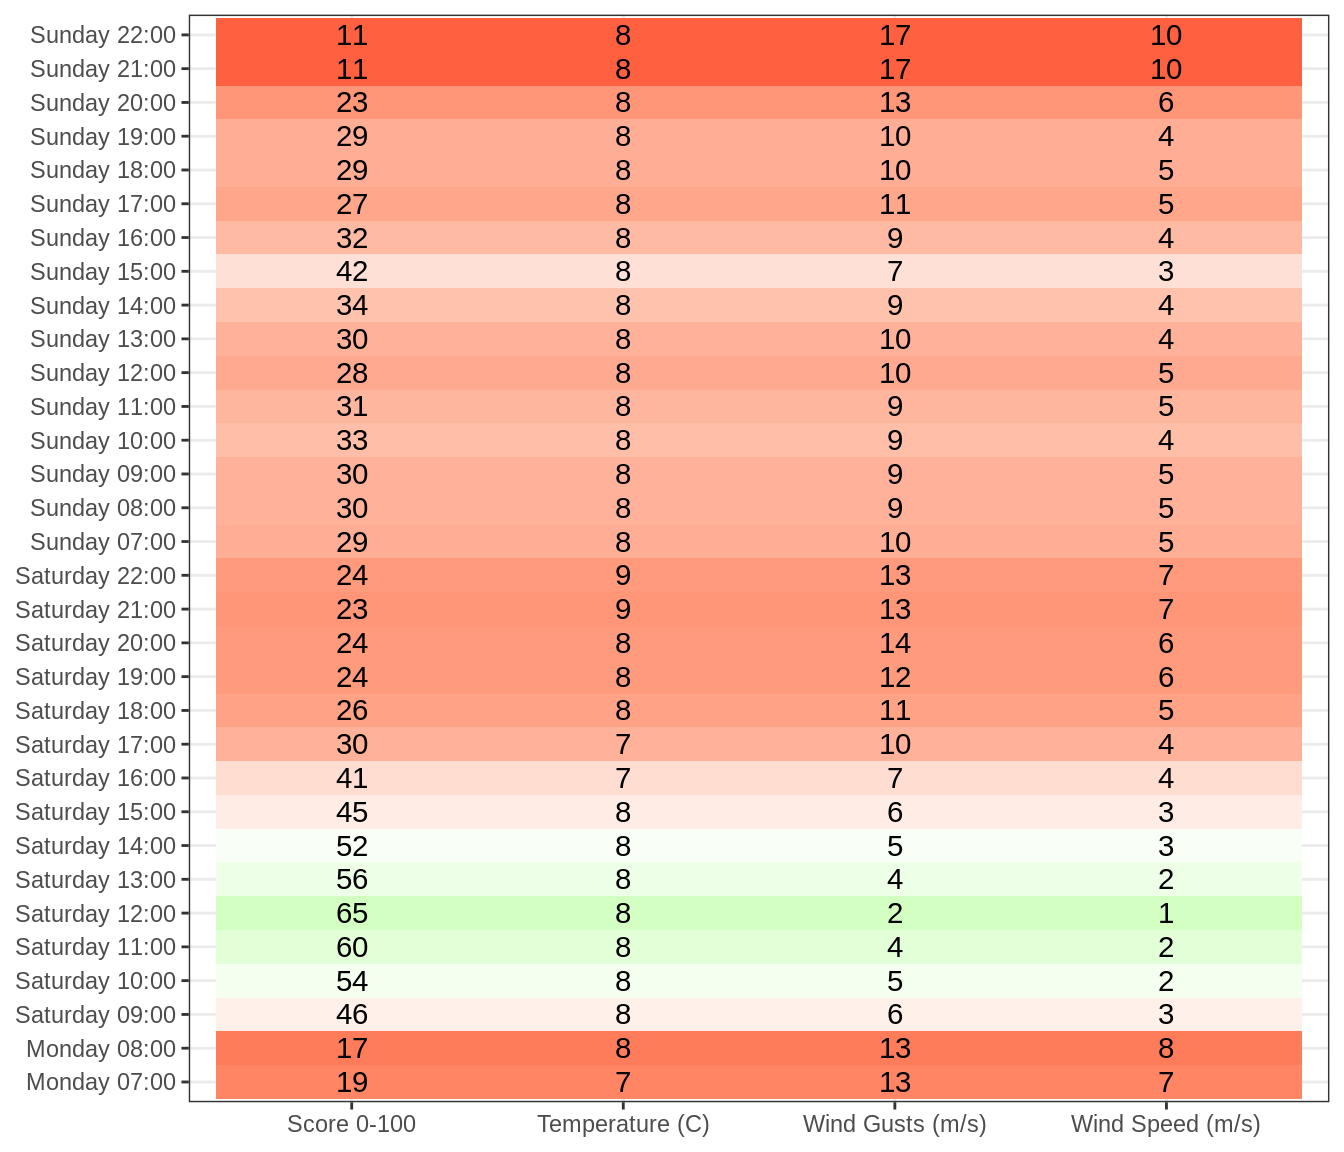 Sunday 22:00 11 8 17 10
Sunday 21:00 11 8 17 10
Sunday 20:00 23 8 13 6
Sunday 19:00 29 8 10 4
Sunday 18:00 29 8 10 5
Sunday 17:00 27 8 11 5
Sunday 16:00 32 8 9 4
Sunday 15:00 42 8 7 3
Sunday 14:00 34 8 9 4
Sunday 13:00 30 8 10 4
Sunday 12:00 28 8 10 5
Sunday 11:00 31 8 9 5
Sunday 10:00 33 8 9 4
Sunday 09:00 30 8 9 5
Sunday 08:00 30 8 9 5
Sunday 07:00 29 8 10 5
Saturday 22:00 24 9 13 7
Saturday 21:00 23 9 13 7
Saturday 20:00 24 8 14 6
Saturday 19:00 24 8 12 6
Saturday 18:00 26 8 11 5
Saturday 17:00 30 7 10 4
Saturday 16:00 41 7 7 4
Saturday 15:00 45 8 6 3
Saturday 14:00 52 8 5 3
Saturday 13:00 56 8 4 2
Saturday 12:00 65 8 2 1
Saturday 11:00 60 8 4 2
Saturday 10:00 54 8 5 2
Saturday 09:00 46 8 6 3
Monday 08:00 17 8 13 8
Monday 07:00 19 7 13 7
Score 0-100 Temperature (C) Wind Gusts (m/s) Wind Speed (m/s)